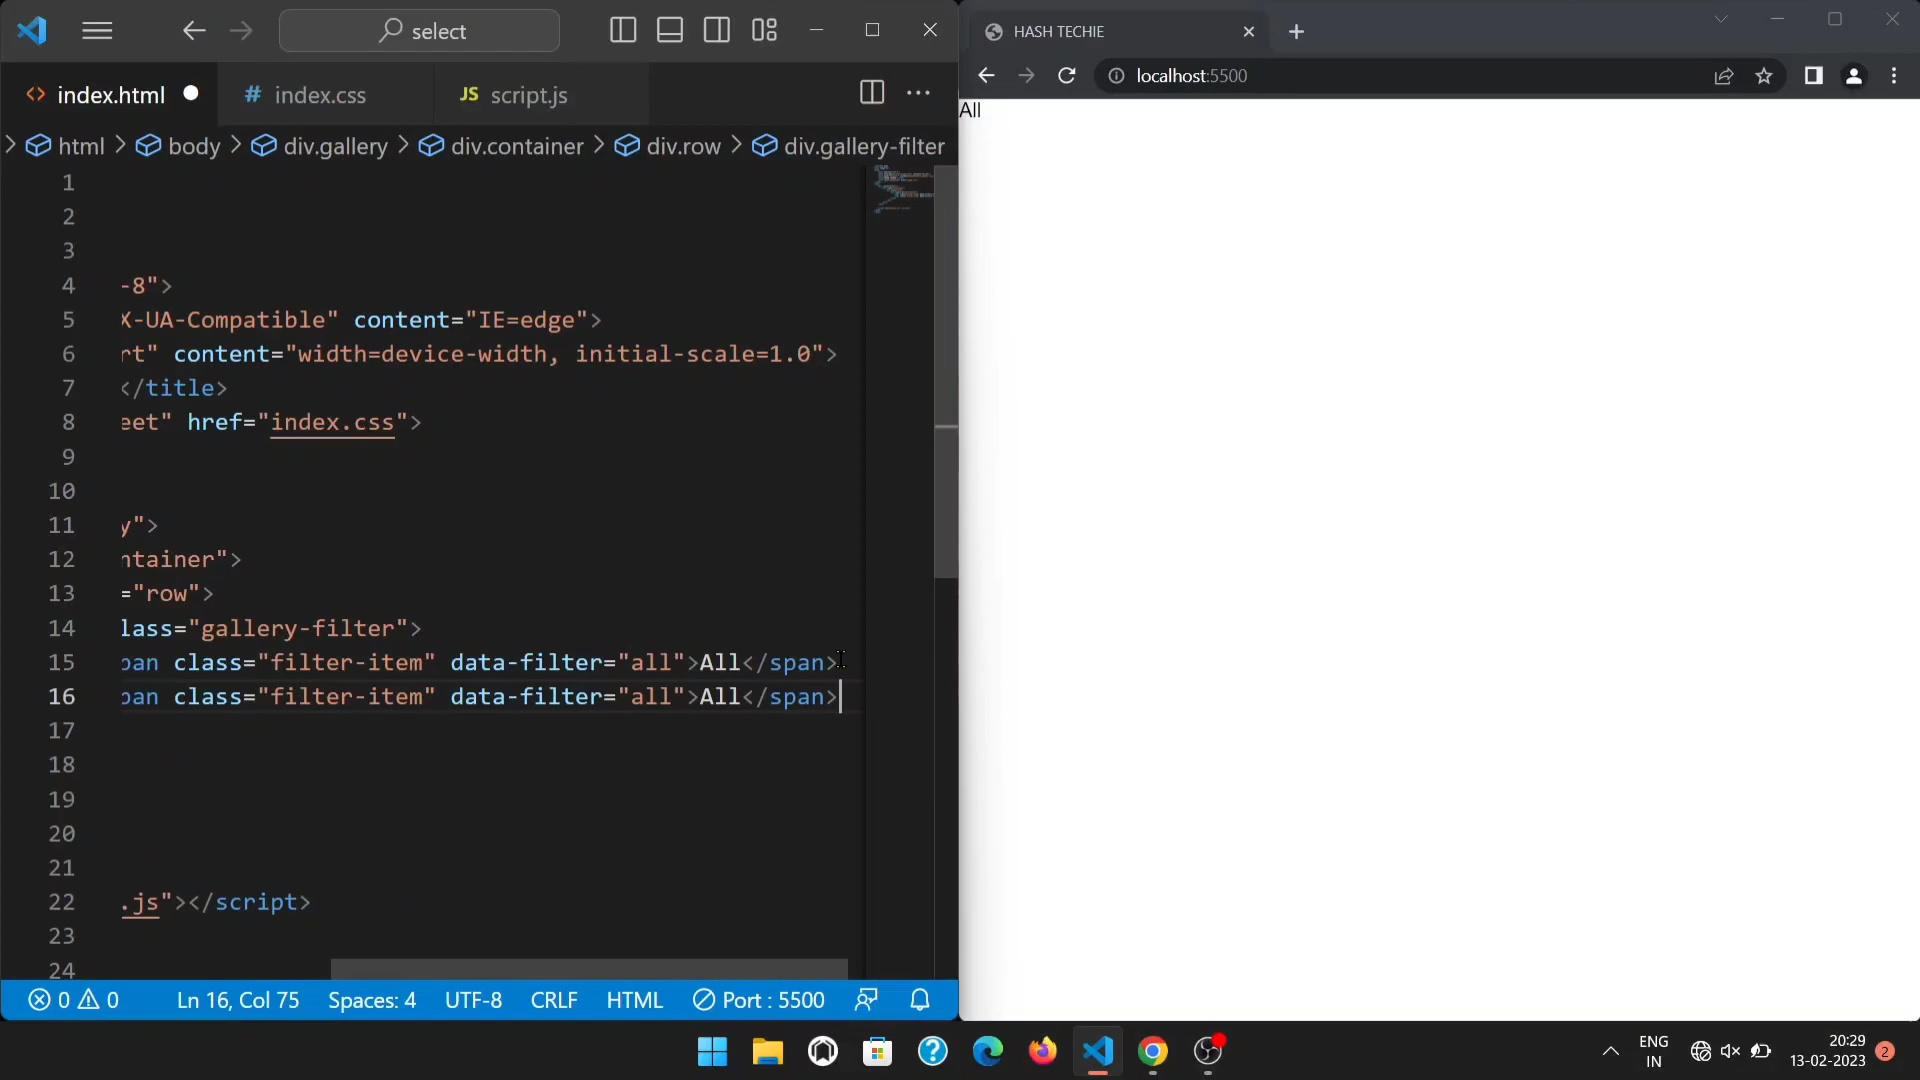 select
HASH TECHIE
index.html
# index.css
JS script.js
localhost:5500
html
body
div.gallery
div.container
div.row
div.gallery-filter
All
1
2
3
4 -8">
5 X-UA-Compatible" content="IE=edge">
6 rt" content="width=device-width, initial-scale=1.0">
7 </title>
8 eet" href="index.css">
9
10
11 y">
12 ntainer">
13 ="row">
14 lass="gallery-filter">
15 pan class="filter-item" data-filter="all">All</span>
16 pan class="filter-item" data-filter="all">All</span>
17
18
19
20
21
22 .js"></script>
23
24
0 0 Ln 16, Col 75 Spaces: 4 UTF-8 CRLF HTML Port : 5500
ENG
IN
20:29
13-02-2023
2